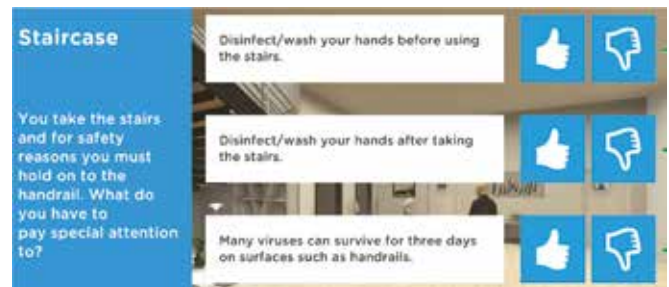 Staircase
You take the stairs
and for safety
reasons you must
hold on to the
handrail. What do
you have to
pay special attention
to?
Disinfect/wash your hands before using
the stairs.
Disinfect/wash your hands after taking
the stairs.
Many viruses can survive for three days
on surfaces such as handrails.